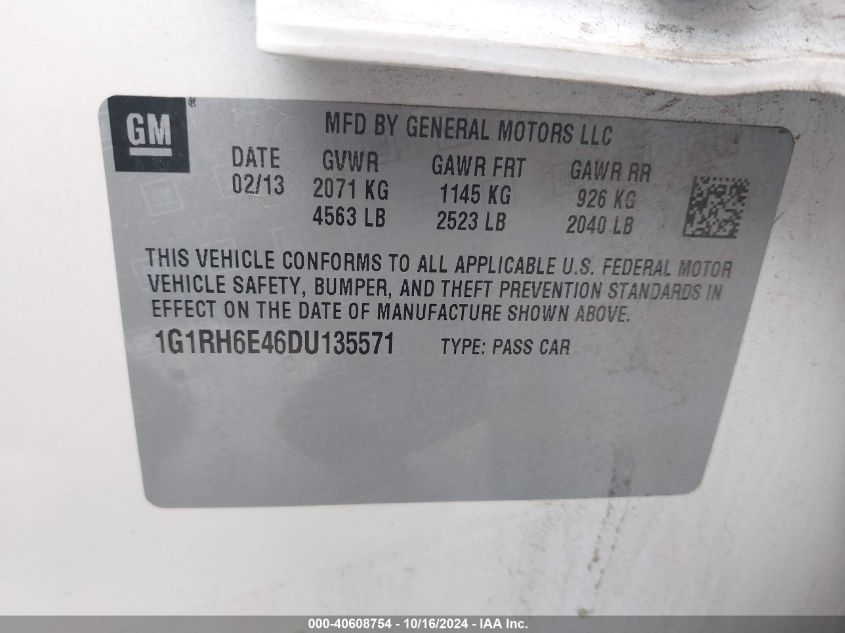 GM ®
MFD BY GENERAL MOTORS LLC
DATE GVWR GAWR FRT GAWR RR
02/13 2071 KG 1145 KG 926 KG
4563 LB 2523 LB 2040 LB
THIS VEHICLE CONFORMS TO ALL APPLICABLE U.S. FEDERAL MOTOR
VEHICLE SAFETY, BUMPER, AND THEFT PREVENTION STANDARDS IN
EFFECT ON THE DATE OF MANUFACTURE SHOWN ABOVE.
1G1RH6E46DU135571 TYPE: PASS CAR
000-40608754 - 10/16/2024 - IAA Inc.